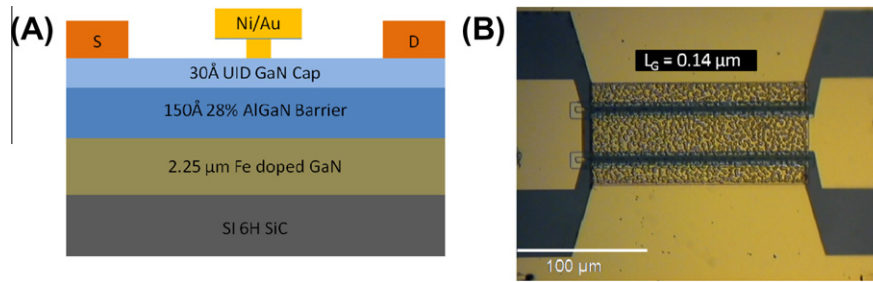 (A)
Ni/Au
S
D
30Å UID GaN Cap
150Å 28% AlGaN Barrier
2.25 µm Fe doped GaN
SI 6H SiC
(B)
L_G = 0.14 µm
100 µm